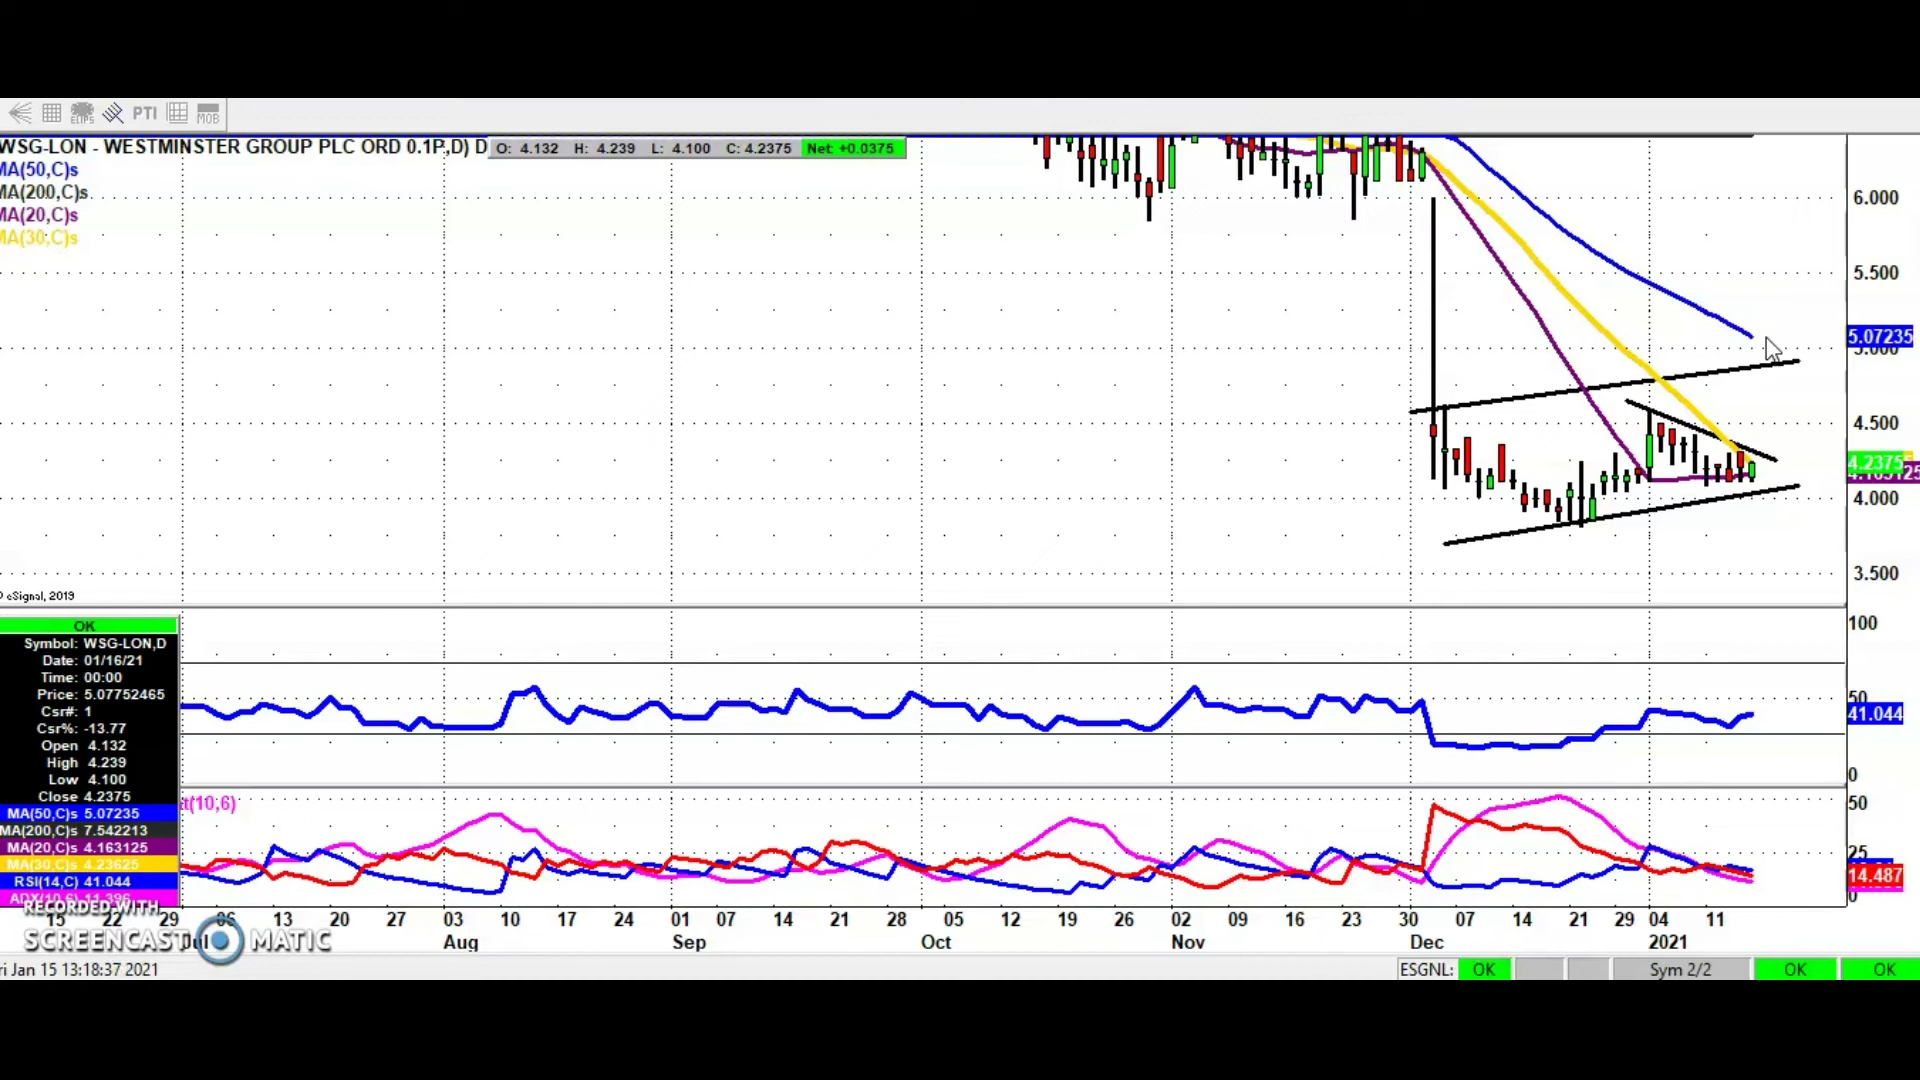 PTI
ELIPS
MOB
WSG-LON - WESTMINSTER GROUP PLC ORD 0.1P,D) D
O: 4.132 H: 4.239 L: 4.100 C: 4.2375 Net: +0.0375
MA(50,C)s
MA(200,C)s
MA(20,C)s
MA(30,C)s
6.000
5.500
5.07235
5.000
4.500
4.2375
4.000
3.500
© eSignal, 2019
OK
Symbol: WSG-LON,D
Date: 01/16/21
Time: 00:00
Price: 5.07752465
Csr#: 1
Csr%: -13.77
Open 4.132
High 4.239
Low 4.100
Close 4.2375
MA(50,C)s 5.07235
MA(200,C)s 7.542213
MA(20,C)s 4.163125
MA(30,C)s 4.23625
RSI(14,C) 41.044
100
50
41.044
0
t(10,6)
50
25
14.487
0
15 22 29 06 13 20 27 03 10 17 24 01 07 14 21 28 05 12 19 26 02 09 16 23 30 07 14 21 29 04 11
Jul Aug Sep Oct Nov Dec 2021
RECORDED WITH
SCREENCAST MATIC
ri Jan 15 13:18:37 2021
ESGNL: OK Sym 2/2 OK OK